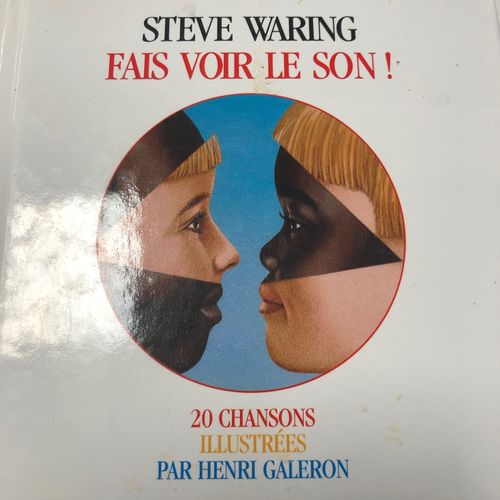 STEVE WARING
FAIS VOIR LE SON !
20 CHANSONS
ILLUSTRÉES
PAR HENRI GALERON